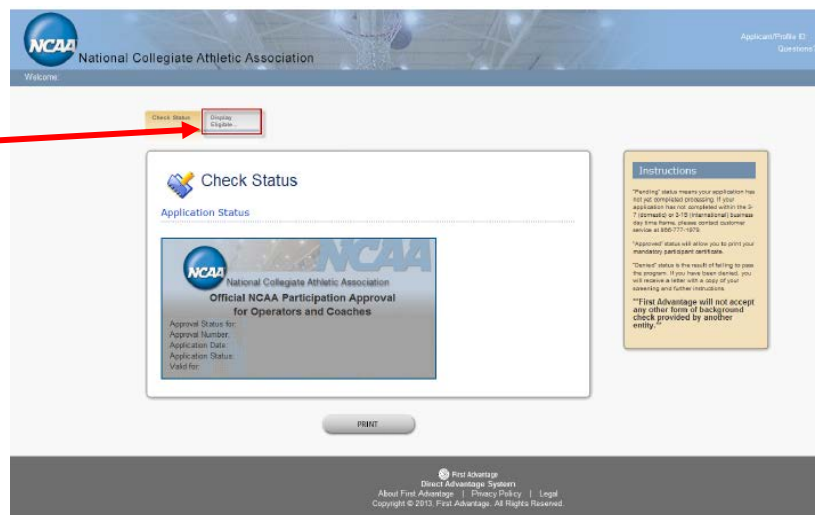 NCAA
National Collegiate Athletic Association
Applicant/Profile ID
Questions?
Welcome:
Check Status
Display
Eligible...
Check Status
Application Status
NCAA
NCAA
National Collegiate Athletic Association
Official NCAA Participation Approval
for Operators and Coaches
Approval Status for:
Approval Number:
Application Date:
Application Status:
Valid for:
PRINT
Instructions
"Pending" status means your application has
not yet completed processing. If your
application has not completed within the
7 (domestic) or (International) business
day time frame, please contact customer
service at
"Approved" status will allow you to print your
mandatory participant certificate.
"Denied" status is the result of failing to pass
the program. If you have been denied, you
will receive a letter with a copy of your
screening and further instructions.
**First Advantage will not accept
any other form of background
check provided by another
entity.**
First Advantage
Direct Advantage System
About First Advantage | Privacy Policy | Legal
Copyright © 2013, First Advantage. All Rights Reserved.